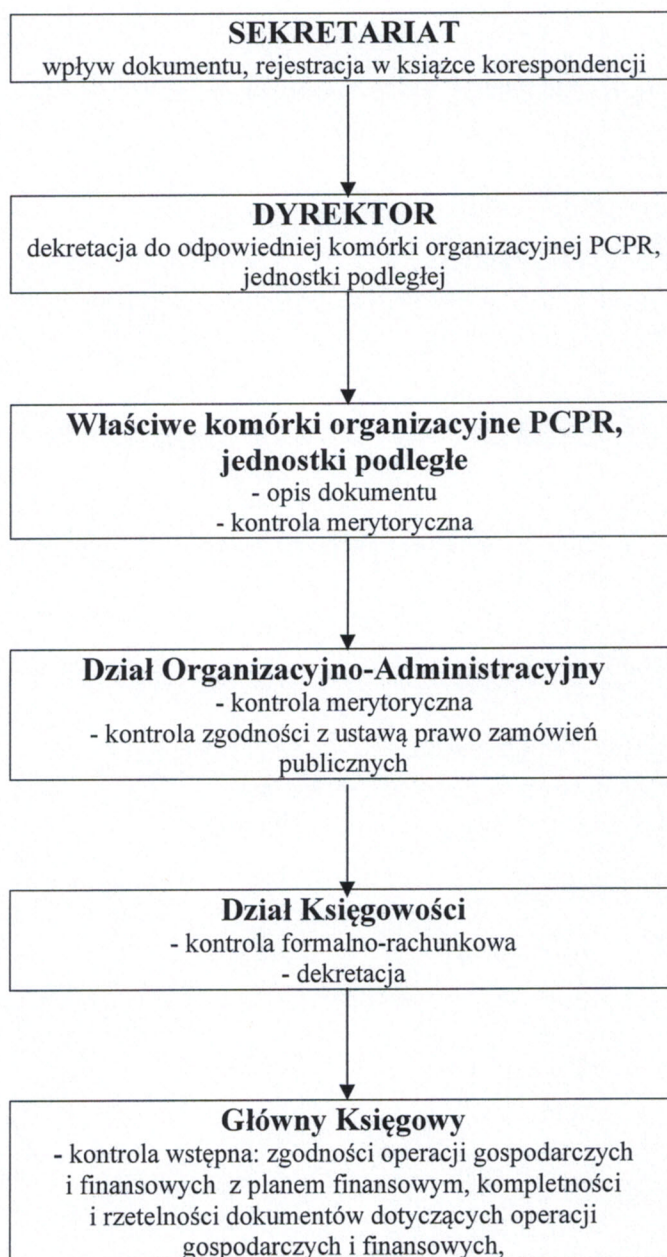 SEKRETARIAT
wpływ dokumentu, rejestracja w książce korespondencji
DYREKTOR
dekretacja do odpowiedniej komórki organizacyjnej PCPR,
jednostki podległej
Właściwe komórki organizacyjne PCPR,
jednostki podległe
- opis dokumentu
- kontrola merytoryczna
Dział Organizacyjno-Administracyjny
- kontrola merytoryczna
- kontrola zgodności z ustawą prawo zamówień
publicznych
Dział Księgowości
- kontrola formalno-rachunkowa
- dekretacja
Główny Księgowy
- kontrola wstępna: zgodności operacji gospodarczych
i finansowych z planem finansowym, kompletności
i rzetelności dokumentów dotyczących operacji
gospodarczych i finansowych,